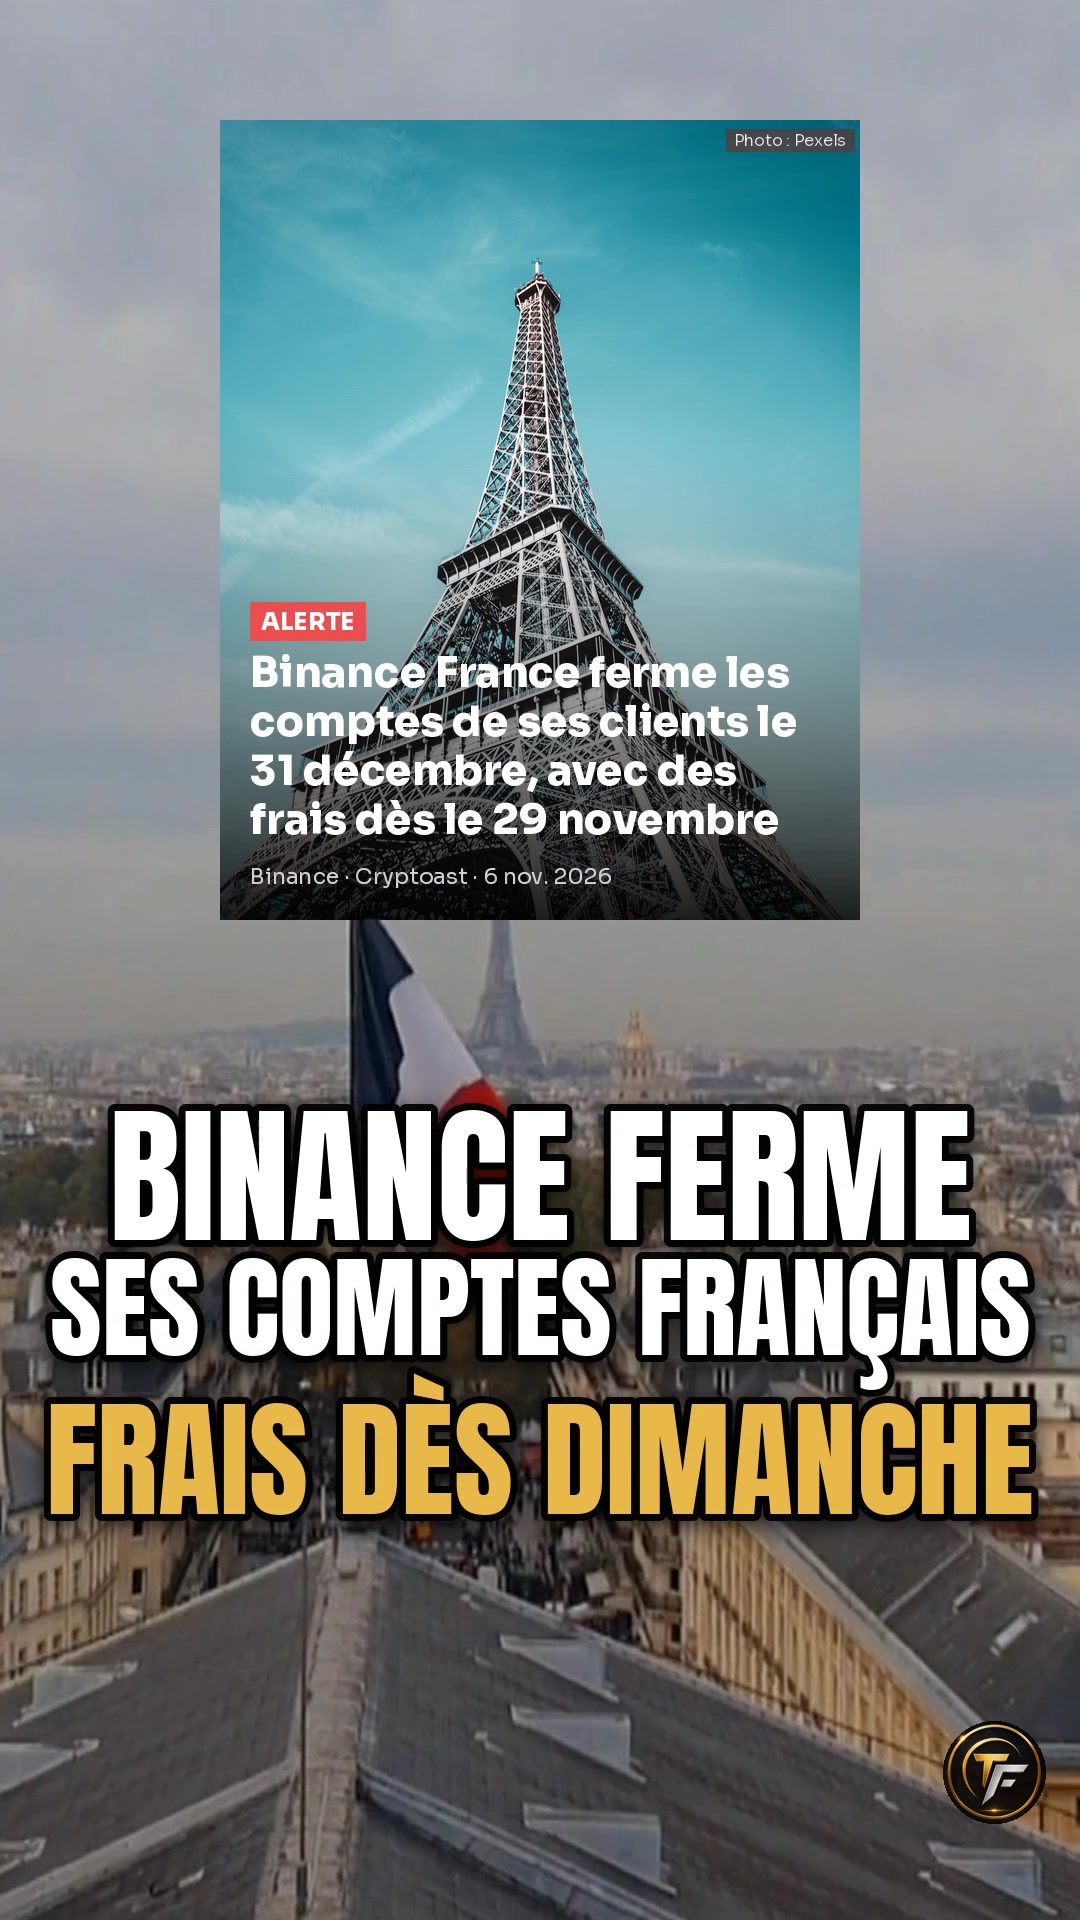 Photo : Pexels
ALERTE
Binance France ferme les
comptes de ses clients le
31 décembre, avec des
frais dès le 29 novembre
Binance · Cryptoast · 6 nov. 2026
BINANCE FERME
SES COMPTES FRANÇAIS
FRAIS DÈS DIMANCHE
TF